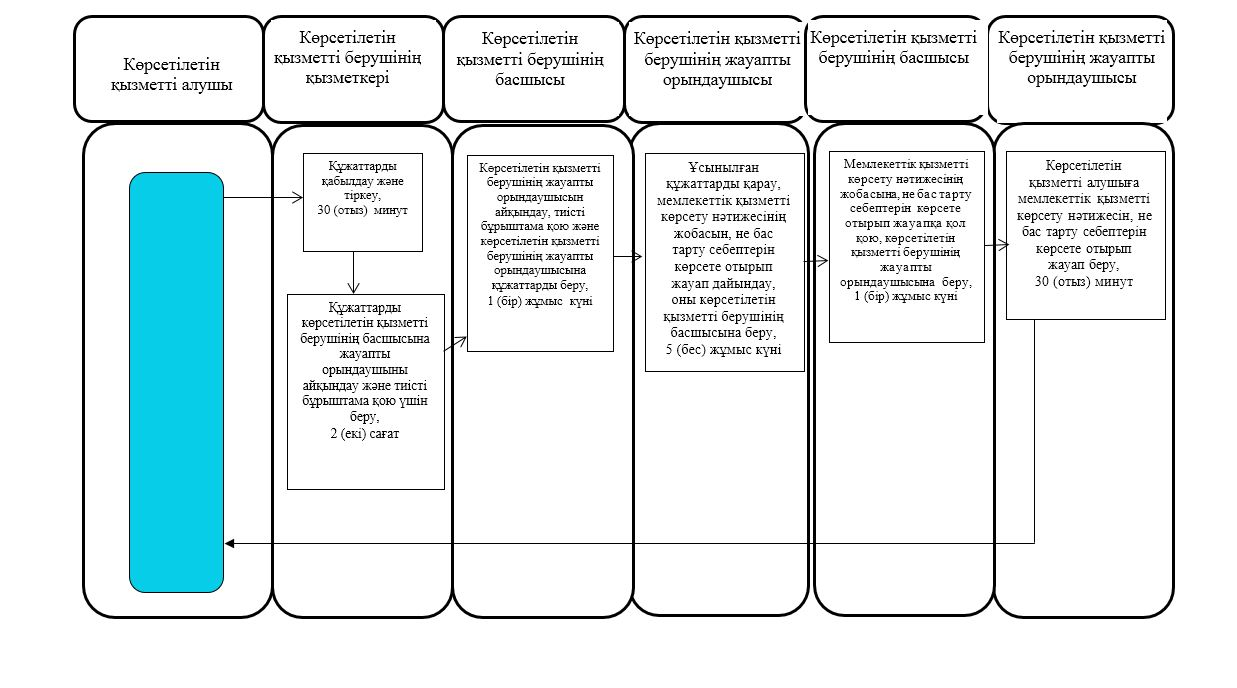 Көрсетілетін
қызметті алушы
Көрсетілетін
қызметті берушінің
қызметкері
Көрсетілетін
қызметті берушінің
басшысы
Көрсетілетін қызметті
берушінің жауапты
орындаушысы
Көрсетілетін қызметті
берушінің басшысы
Көрсетілетін қызметті
берушінің жауапты
орындаушысы
Құжаттарды
қабылдау және
тіркеу,
30 (отыз) минут
Құжаттарды
көрсетілетін қызметті
берушінің басшысына
жауапты
орындаушыны
айқындау және тиісті
бұрыштама қою үшін
беру,
2 (екі) сағат
Көрсетілетін қызметті
берушінің жауапты
орындаушысын
айқындау, тиісті
бұрыштама қою және
көрсетілетін қызметті
берушінің жауапты
орындаушысына
құжаттарды беру,
1 (бір) жұмыс күні
Ұсынылған
құжаттарды қарау,
мемлекеттік қызметті
көрсету нәтижесінің
жобасын, не бас
тарту себептерін
көрсете отырып
жауап дайындау,
оны көрсетілетін
қызметті берушінің
басшысына беру,
5 (бес) жұмыс күні
Мемлекеттік қызметті
көрсету нәтижесінің
жобасына, не бас тарту
себептерін көрсете
отырып жауапқа қол
қою, көрсетілетін
қызметті берушінің
жауапты
орындаушысына беру,
1 (бір) жұмыс күні
Көрсетілетін
қызметті алушыға
мемлекеттік қызметті
көрсету нәтижесін, не
бас тарту себептерін
көрсете отырып
жауап беру,
30 (отыз) минут